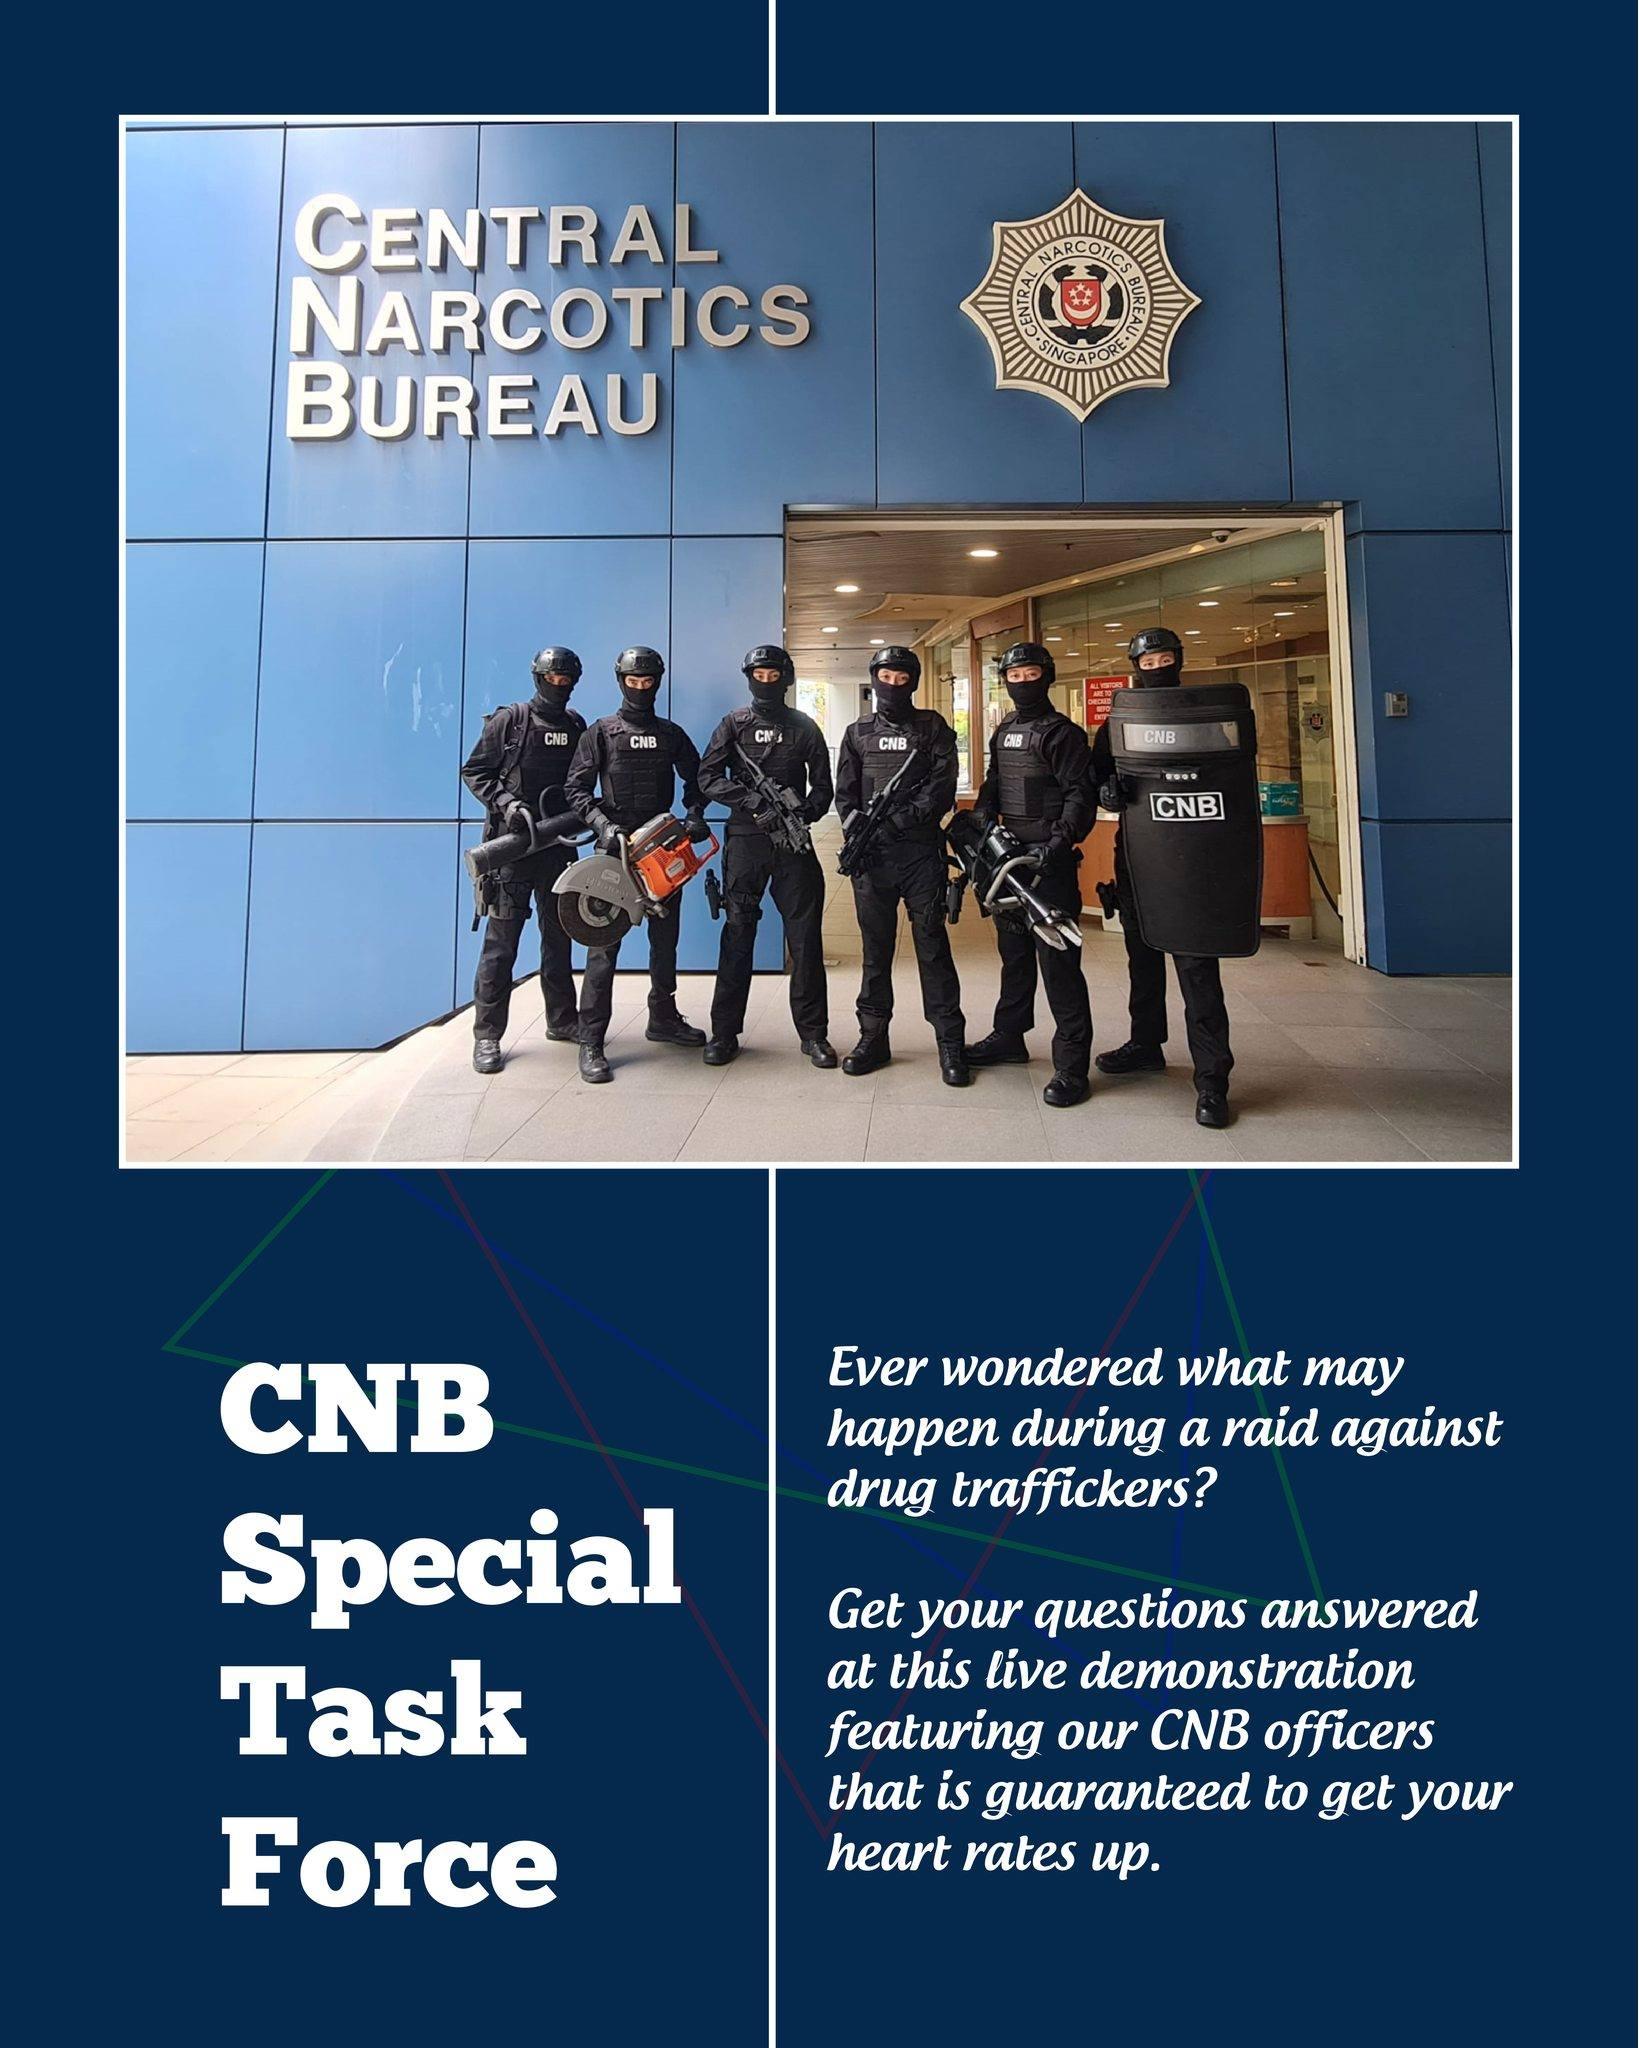 CENTRAL
NARCOTICS
BUREAU
CENTRAL NARCOTICS BUREAU
• SINGAPORE •
ALL VISITORS
ARE TO
CHECKED
BEFO
ENTE
CNB
CNB
CNB
CNB
CNB
CNB
CNB
CNB
Special
Task
Force
Ever wondered what may
happen during a raid against
drug traffickers?
Get your questions answered
at this live demonstration
featuring our CNB officers
that is guaranteed to get your
heart rates up.